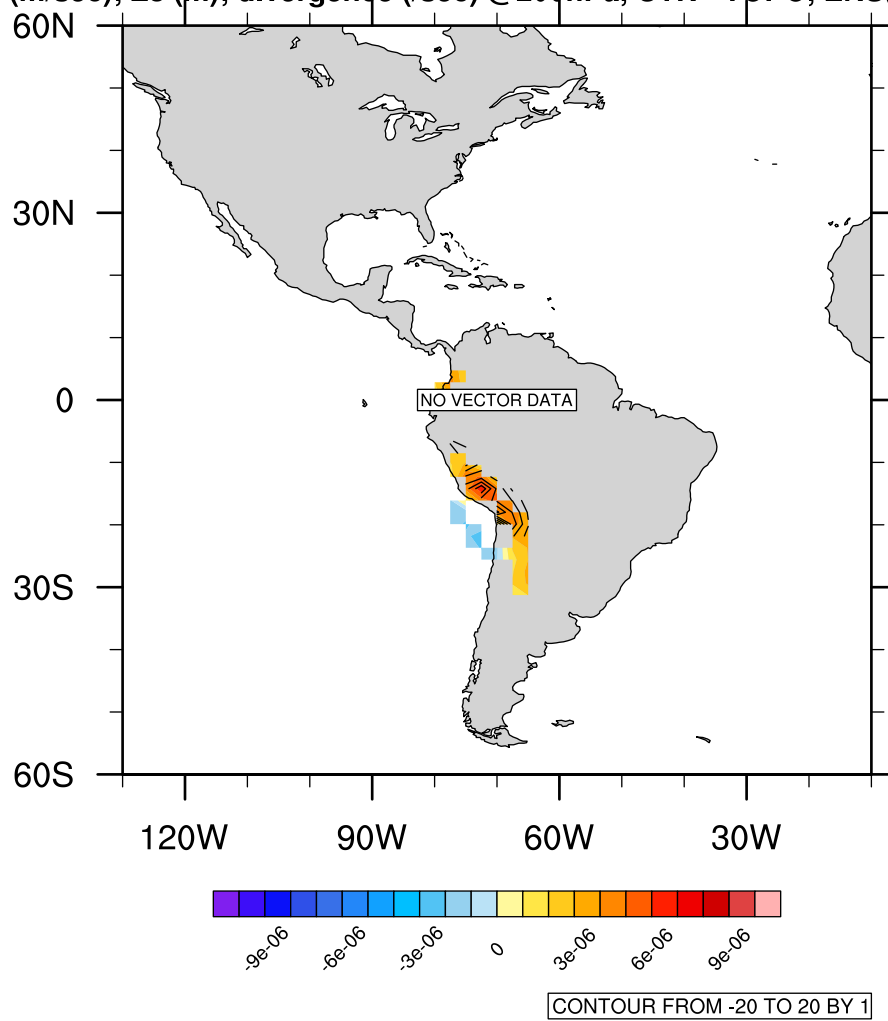 60N
30N
0
NO VECTOR DATA
30S
60S
120W 90W 60W 30W
-9e-06 -6e-06 -3e-06 0 3e-06 6e-06 9e-06
CONTOUR FROM -20 TO 20 BY 1